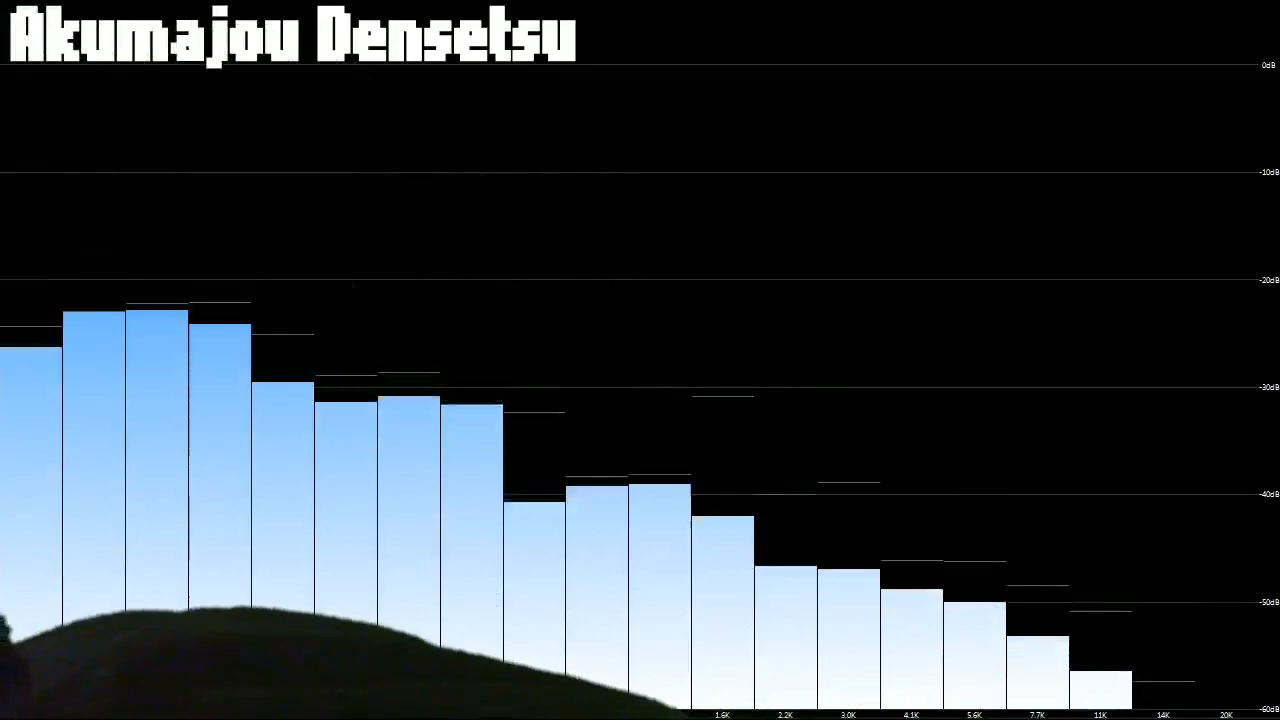 Akumajou Densetsu
0dB
-10dB
-20dB
-30dB
-40dB
-50dB
-60dB
1.6K 2.2K 3.0K 4.1K 5.6K 7.7K 11K 14K 20K